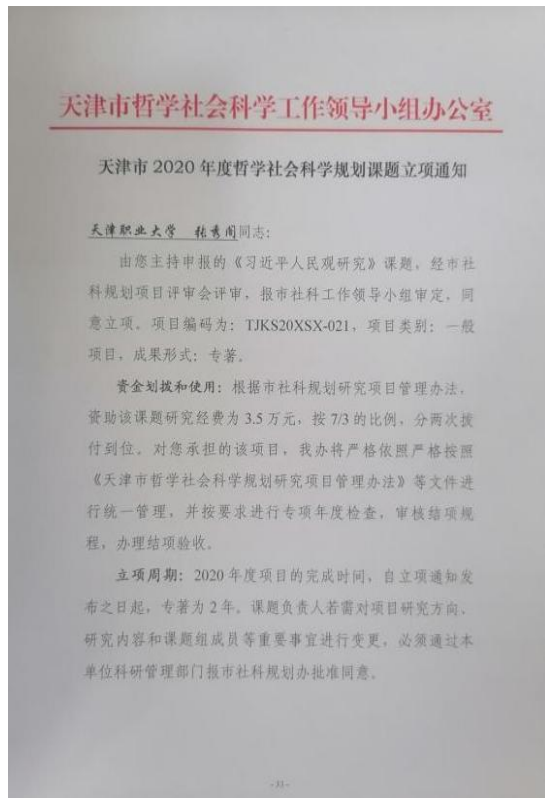 天津市哲学社会科学工作领导小组办公室
天津市 2020 年度哲学社会科学规划课题立项通知
天津职业大学 张秀阁同志：
由您主持申报的《习近平人民观研究》课题，经市社
科规划项目评审会评审，报市社科工作领导小组审定，同
意立项。项目编码为：TJKS20XSX-021，项目类别：一般
项目，成果形式：专著。
资金划拨和使用：根据市社科规划研究项目管理办法，
资助该课题研究经费为 3.5 万元，按 7/3 的比例，分两次拨
付到位。对您承担的该项目，我办将严格依照严格按照
《天津市哲学社会科学规划研究项目管理办法》等文件进
行统一管理，并按要求进行专项年度检查，审核结项规
程，办理结项验收。
立项周期：2020 年度项目的完成时间，自立项通知发
布之日起，专著为 2 年。课题负责人若需对项目研究方向、
研究内容和课题组成员等重要事宜进行变更，必须通过本
单位科研管理部门报市社科规划办批准同意。